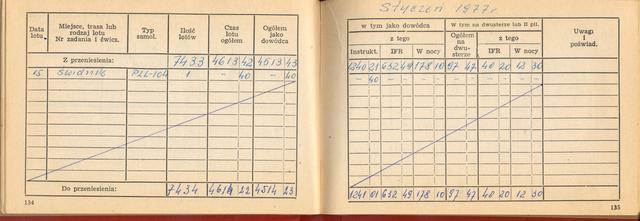 Styczeń 1977r.
Data lotu
Miejsce, trasa lub rodzaj lotu Nr zadania i ćwicz.
Typ samol.
Ilość lotów
Czas lotu ogółem
Ogółem jako dowódca
Z przeniesienia: 7433 4613 42 4513 43
15 Świdnik PZL-104 1 - 40 - 40
Do przeniesienia: 7434 4614 22 4514 23
134
w tym jako dowódca
w tym na dwusterze lub II pil.
z tego
Ogółem na dwusterze
z tego
Instrukt. IFR W nocy
IFR W nocy
Uwagi i poświad.
1240 21 632 49 178 10 97 47 40 20 12 30
- 40 - - - - - - - - - -
1241 01 632 49 178 10 97 47 40 20 12 30
135